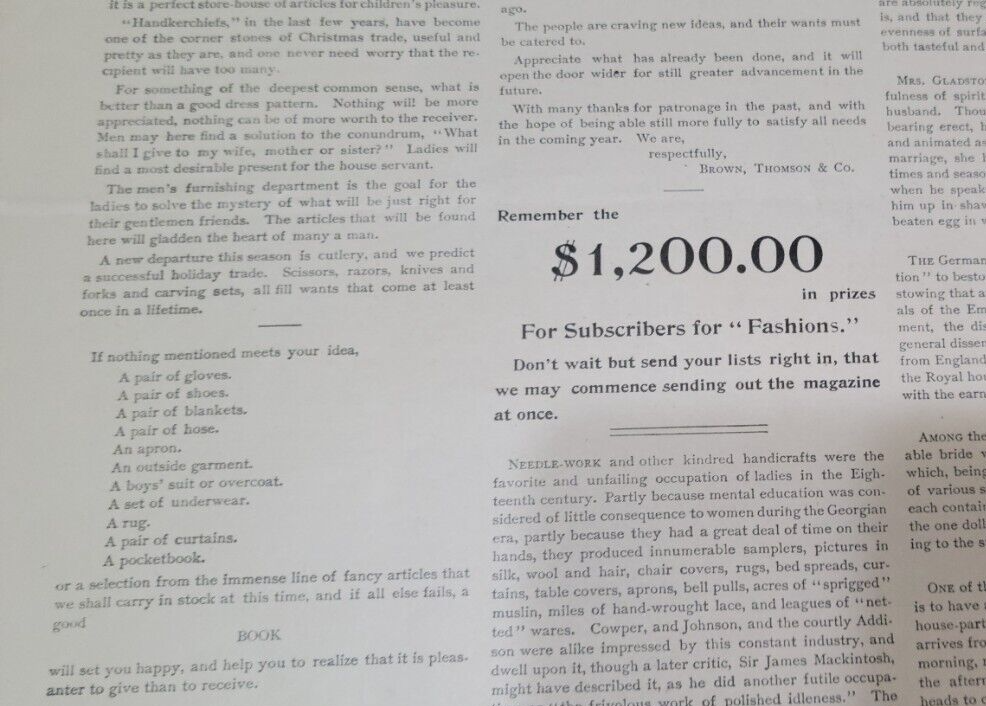 it is a perfect store-house of articles for children's pleasure.
"Handkerchiefs," in the last few years, have become
one of the corner stones of Christmas trade, useful and
pretty as they are, and one never need worry that the re-
cipient will have too many.
For something of the deepest common sense, what is
better than a good dress pattern. Nothing will be more
appreciated, nothing can be of more worth to the receiver.
Men may here find a solution to the conundrum, "What
shall I give to my wife, mother or sister?" Ladies will
find a most desirable present for the house servant.
The men's furnishing department is the goal for the
ladies to solve the mystery of what will be just right for
their gentlemen friends. The articles that will be found
here will gladden the heart of many a man.
A new departure this season is cutlery, and we predict
a successful holiday trade. Scissors, razors, knives and
forks and carving sets, all fill wants that come at least
once in a lifetime.
If nothing mentioned meets your idea,
A pair of gloves.
A pair of shoes.
A pair of blankets.
A pair of hose.
An apron.
An outside garment.
A boys' suit or overcoat.
A set of underwear.
A rug.
A pair of curtains.
A pocketbook.
or a selection from the immense line of fancy articles that
we shall carry in stock at this time, and if all else fails, a
good
BOOK
will set you happy, and help you to realize that it is pleas-
anter to give than to receive.
ago.
The people are craving new ideas, and their wants must
be catered to.
Appreciate what has already been done, and it will
open the door wider for still greater advancement in the
future.
With many thanks for patronage in the past, and with
the hope of being able still more fully to satisfy all needs
in the coming year. We are,
respectfully,
BROWN, THOMSON & CO.
Remember the
$1,200.00
in prizes
For Subscribers for "Fashions."
Don't wait but send your lists right in, that
we may commence sending out the magazine
at once.
NEEDLE-WORK and other kindred handicrafts were the
favorite and unfailing occupation of ladies in the Eigh-
teenth century. Partly because mental education was con-
sidered of little consequence to women during the Georgian
era, partly because they had a great deal of time on their
hands, they produced innumerable samplers, pictures in
silk, wool and hair, chair covers, rugs, bed spreads, cur-
tains, table covers, aprons, bell pulls, acres of "sprigged"
muslin, miles of hand-wrought lace, and leagues of "net-
ted" wares. Cowper, and Johnson, and the courtly Addi-
son were alike impressed by this constant industry, and
dwell upon it, though a later critic, Sir James Mackintosh,
might have described it, as he did another futile occupa-
"the frivolous work of polished idleness." The
are absolutely
is, and that they
evenness of
both tasteful and
MRS.
fulness of
husband.
bearing erect,
and animated as
marriage, she
times and
when he
him up in
beaten egg in
THE German
tion" to
stowing that a
als of the
ment, the
general
from England
the Royal
with the
AMONG the
able bride
which, being
of various
each
the one
ing to the
ONE of
is to have
house-
arrives
morning,
the
heads to